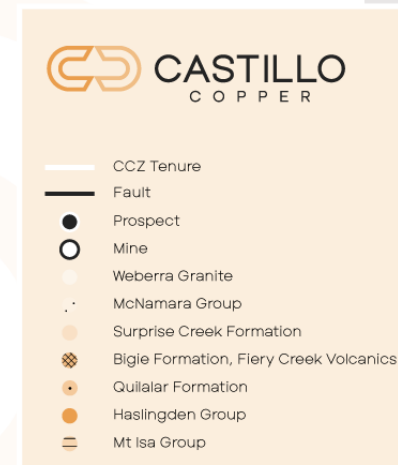 CASTILLO
COPPER
CCZ Tenure
Fault
Prospect
Mine
Weberra Granite
McNamara Group
Surprise Creek Formation
Bigie Formation, Fiery Creek Volcanics
Quilalar Formation
Haslingden Group
Mt Isa Group